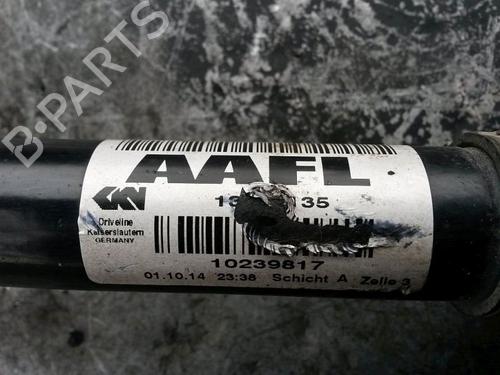 B-PARTS
AAFL
GKN
Driveline
Kaiserslautern
GERMANY
10239817
01.10.14 23:38 Schicht A Zelle 3